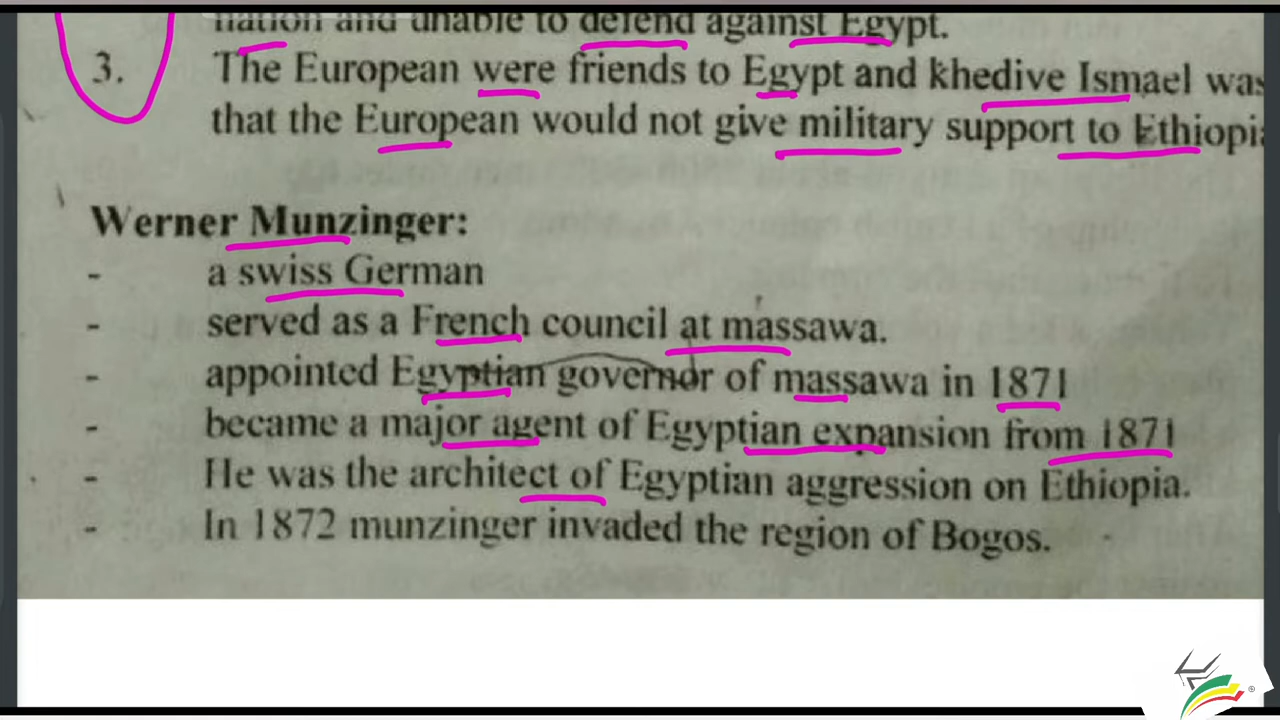 nation and unable to defend against Egypt.
3. The European were friends to Egypt and khedive Ismael was
that the European would not give military support to Ethiopia
Werner Munzinger:
- a swiss German
- served as a French council at massawa.
- appointed Egyptian governor of massawa in 1871
- became a major agent of Egyptian expansion from 1871
- He was the architect of Egyptian aggression on Ethiopia.
- In 1872 munzinger invaded the region of Bogos.